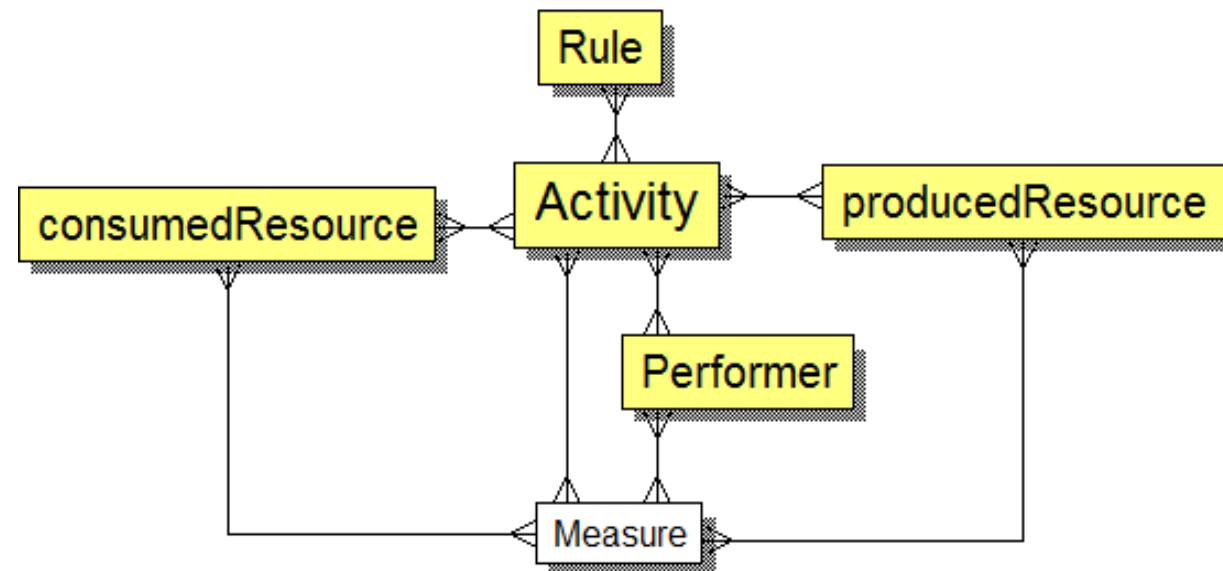 Rule
Activity
producedResource
consumedResource
Performer
Measure